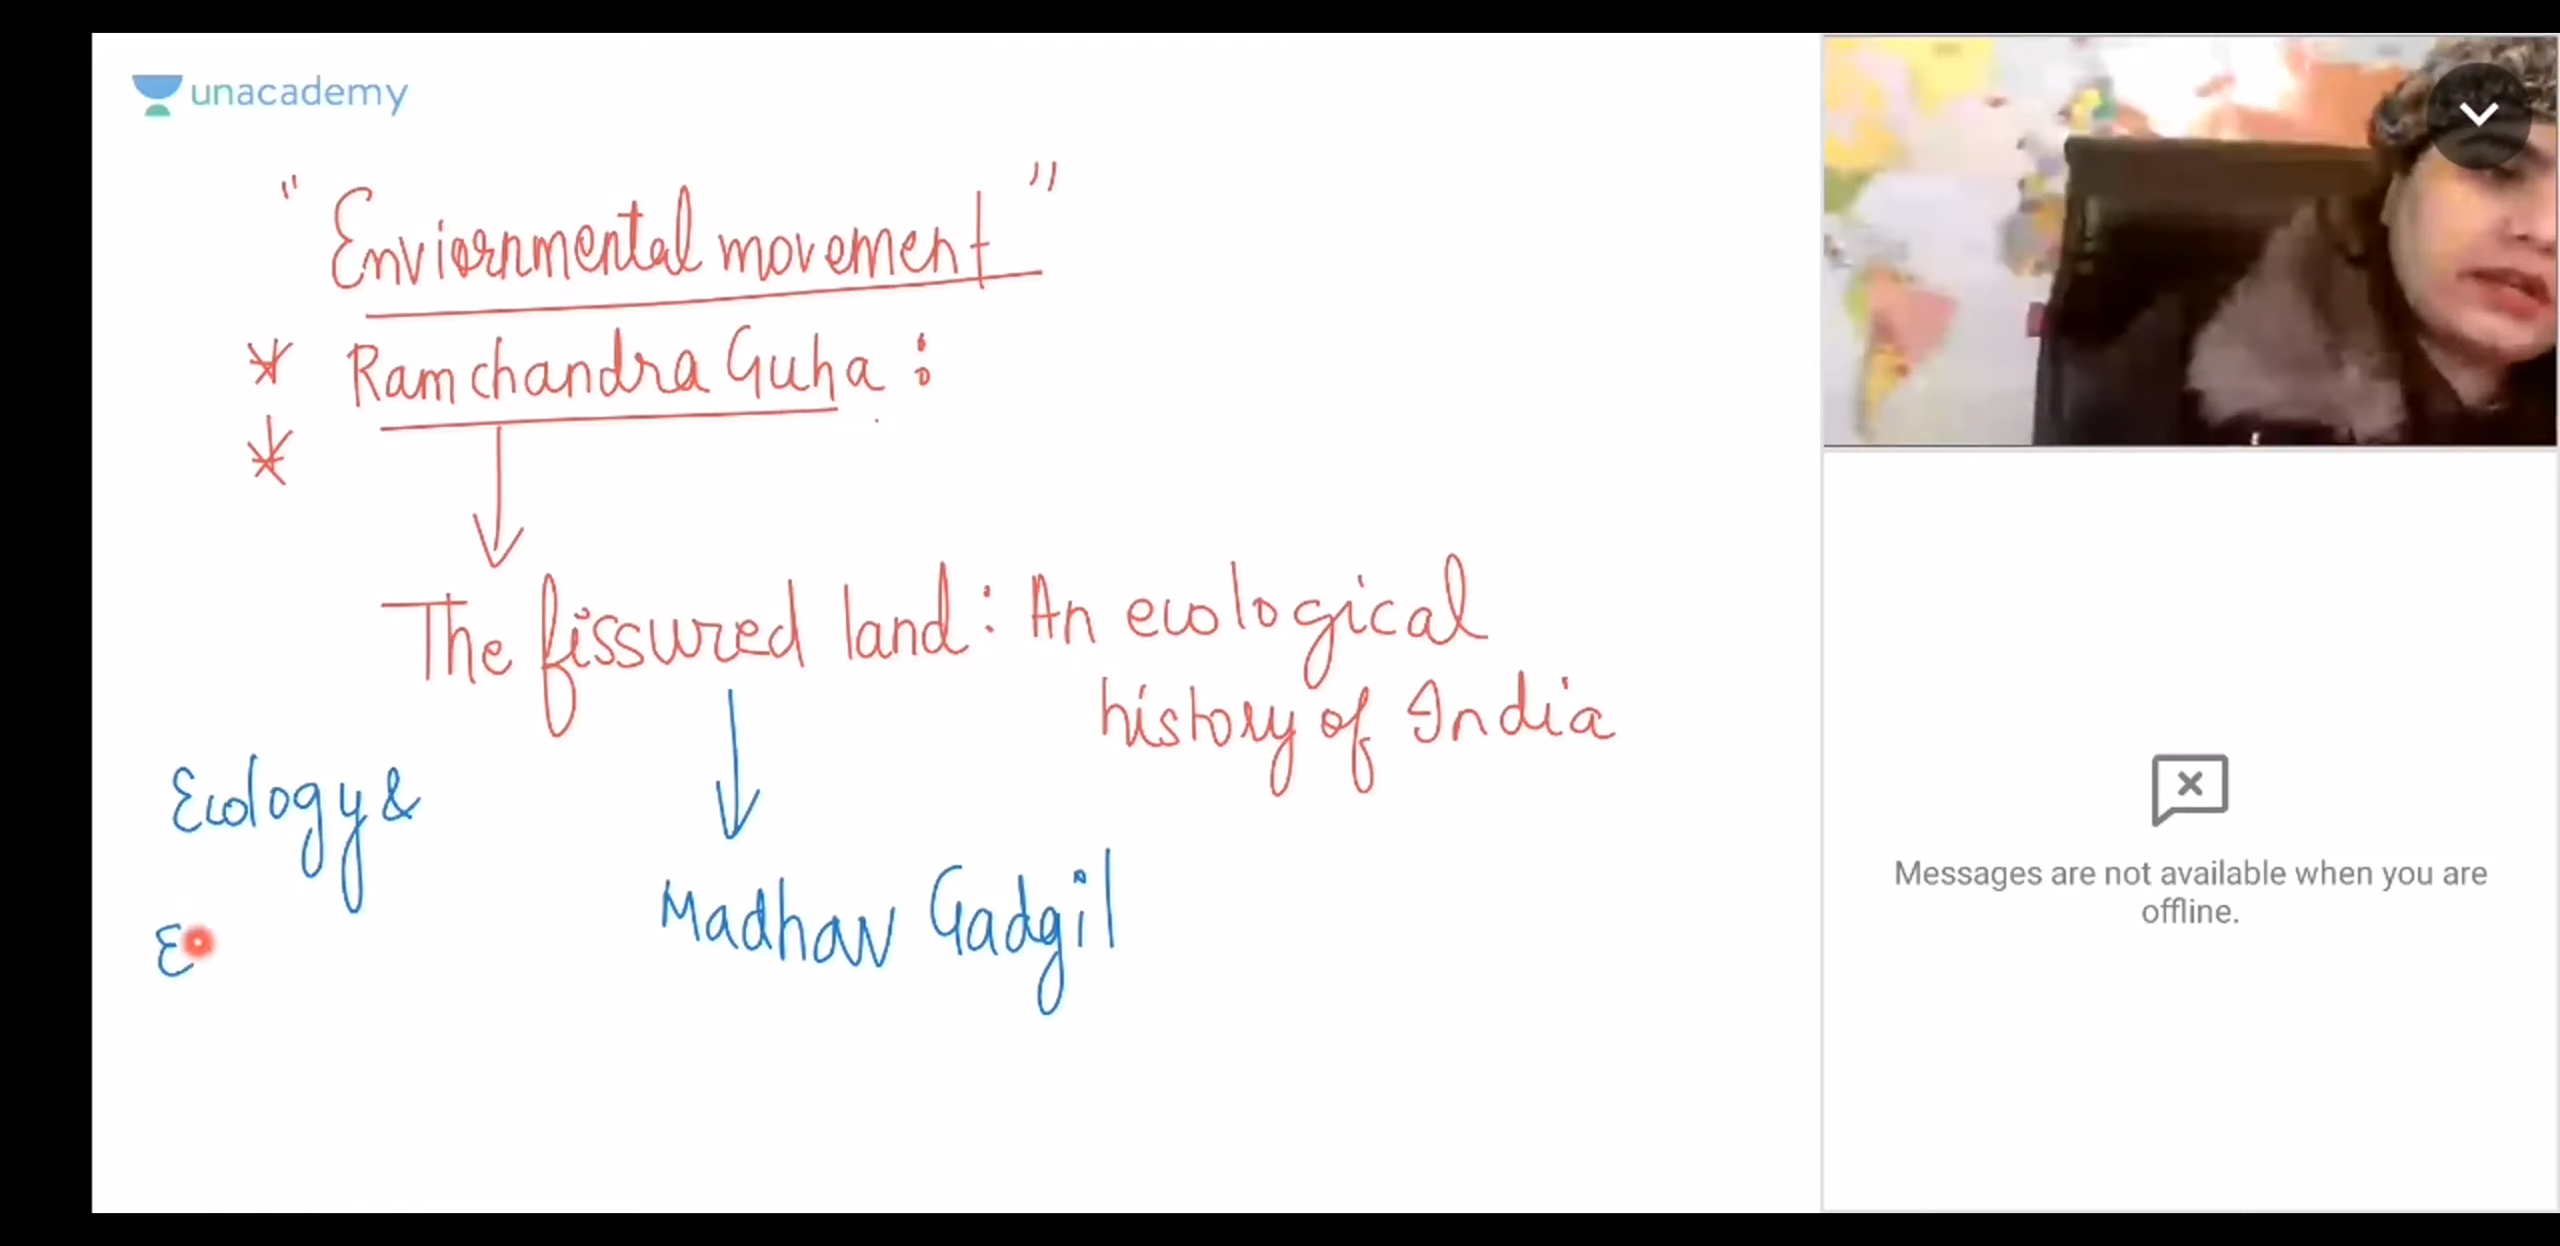 unacademy
" Enviornmental movement "
* Ramchandra Guha :
*
The fissured land : An ecological
history of India
Ecology &
E
Madhav Gadgil
Messages are not available when you are
offline.